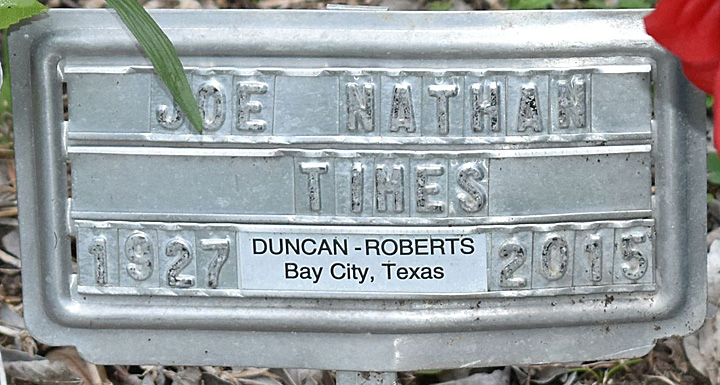 JOE NATHAN
TIMES
1927 DUNCAN-ROBERTS 2015
Bay City, Texas